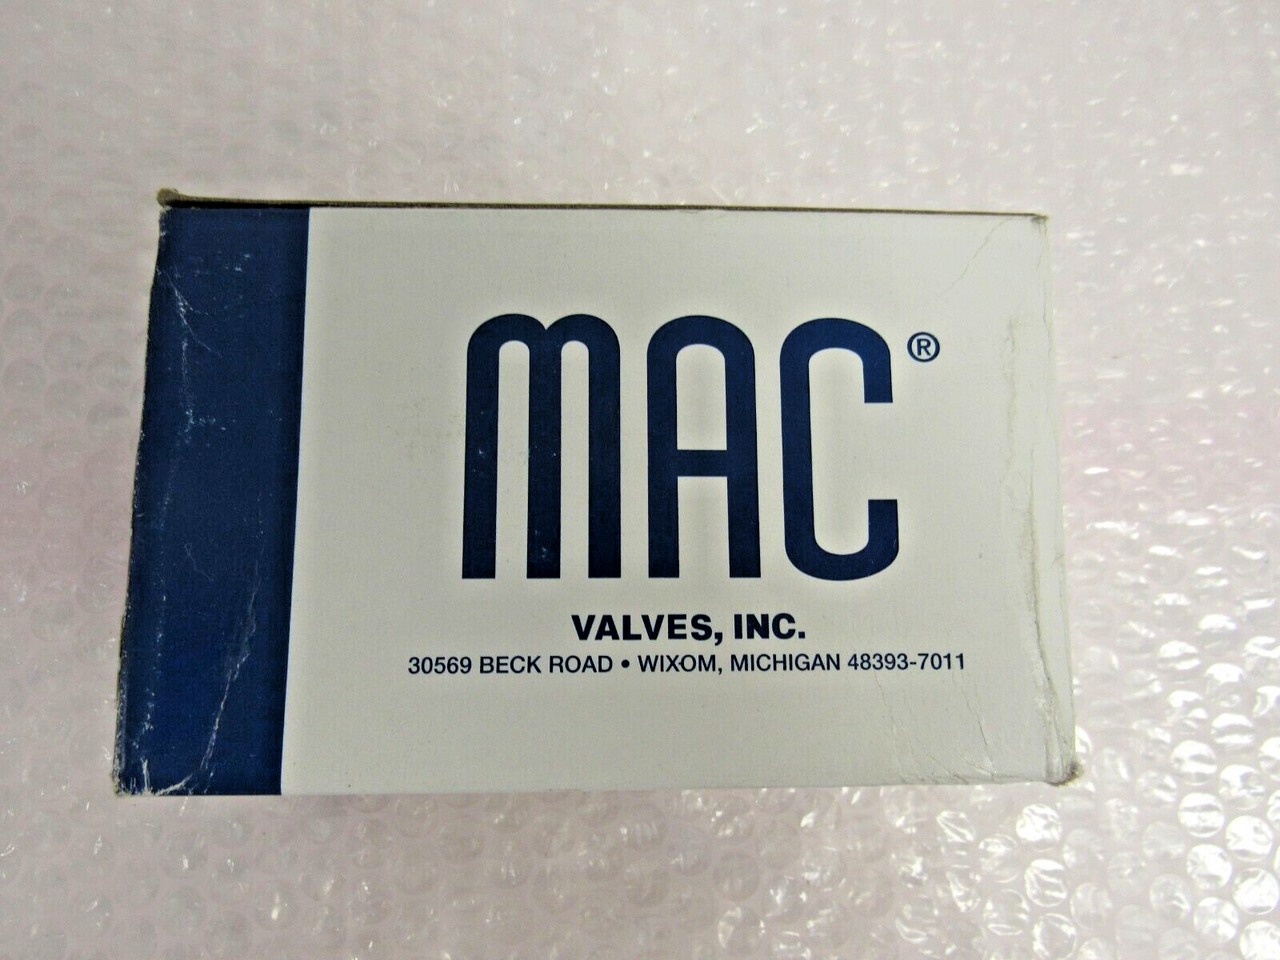 MAC®
VALVES, INC.
30569 BECK ROAD • WIXOM, MICHIGAN 48393-7011